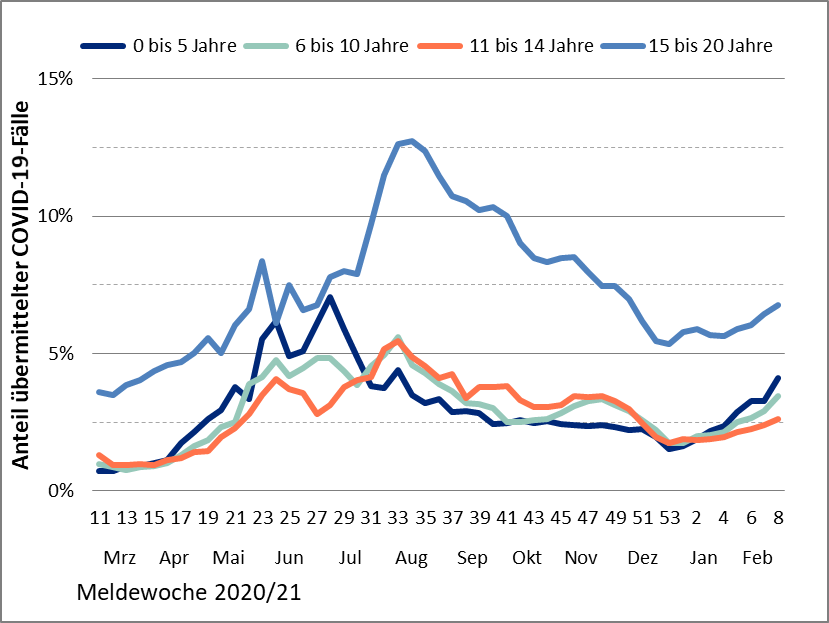 0 bis 5 Jahre 6 bis 10 Jahre 11 bis 14 Jahre 15 bis 20 Jahre
Anteil übermittelter COVID-19-Fälle
15%
10%
5%
0%
11 13 15 17 19 21 23 25 27 29 31 33 35 37 39 41 43 45 47 49 51 53 2 4 6 8
Mrz Apr Mai Jun Jul Aug Sep Okt Nov Dez Jan Feb
Meldewoche 2020/21